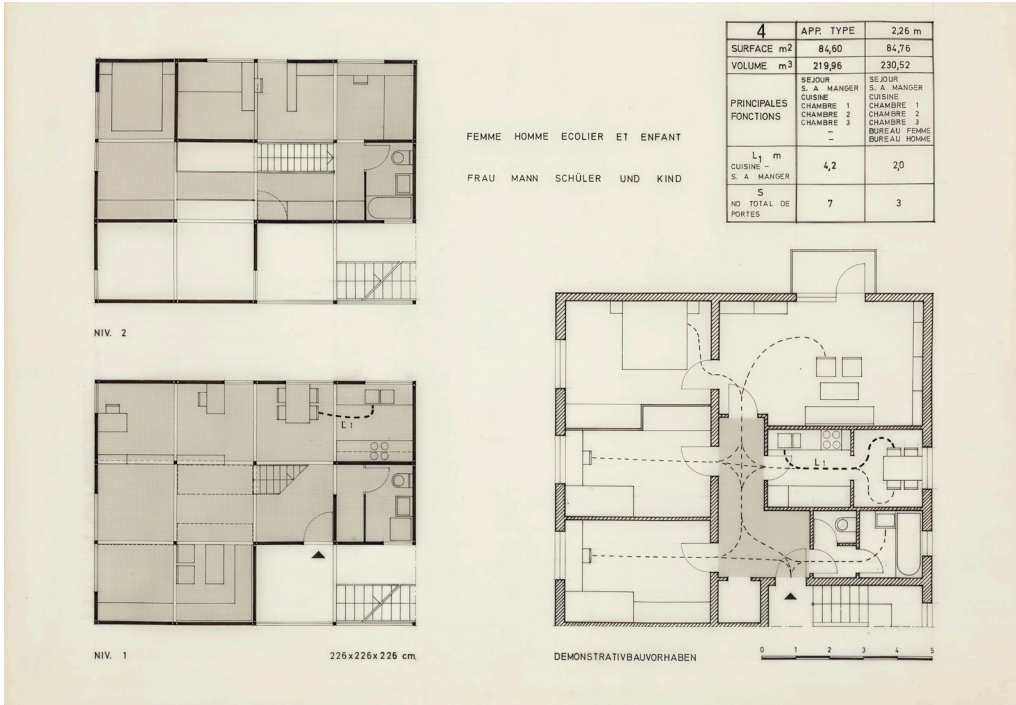 4 APP. TYPE 2,26 m
SURFACE m2 84,60 84,76
VOLUME m3 219,96 230,52
PRINCIPALES FONCTIONS
SEJOUR
S. A MANGER
CUISINE
CHAMBRE 1
CHAMBRE 2
CHAMBRE 3
–
–
SEJOUR
S. A MANGER
CUISINE
CHAMBRE 1
CHAMBRE 2
CHAMBRE 3
BUREAU FEMME
BUREAU HOMME
L1 m
CUISINE –
S. A MANGER
4,2 2,0
S
NO TOTAL DE
PORTES
7 3
FEMME HOMME ECOLIER ET ENFANT
FRAU MANN SCHÜLER UND KIND
NIV. 2
L1
NIV. 1
226x226x226 cm.
L1
DEMONSTRATIVBAUVORHABEN
0 1 2 3 4 5